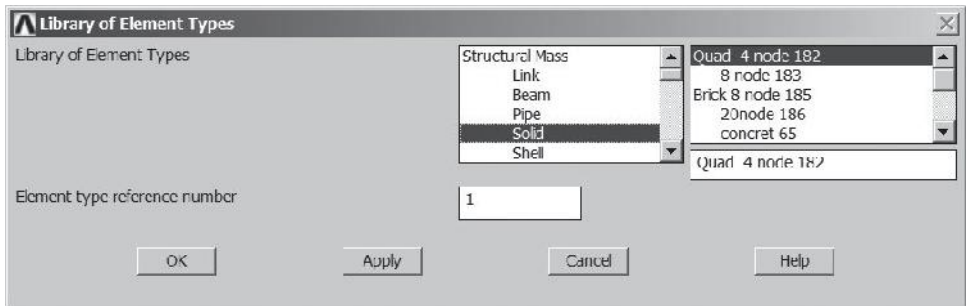 Library of Element Types
Library of Element Types
Structural Mass
Link
Beam
Pipe
Solid
Shell
Quad 4 node 182
8 node 183
Brick 8 node 185
20node 186
concret 65
Quad 4 node 182
Element type reference number
1
OK
Apply
Cancel
Help